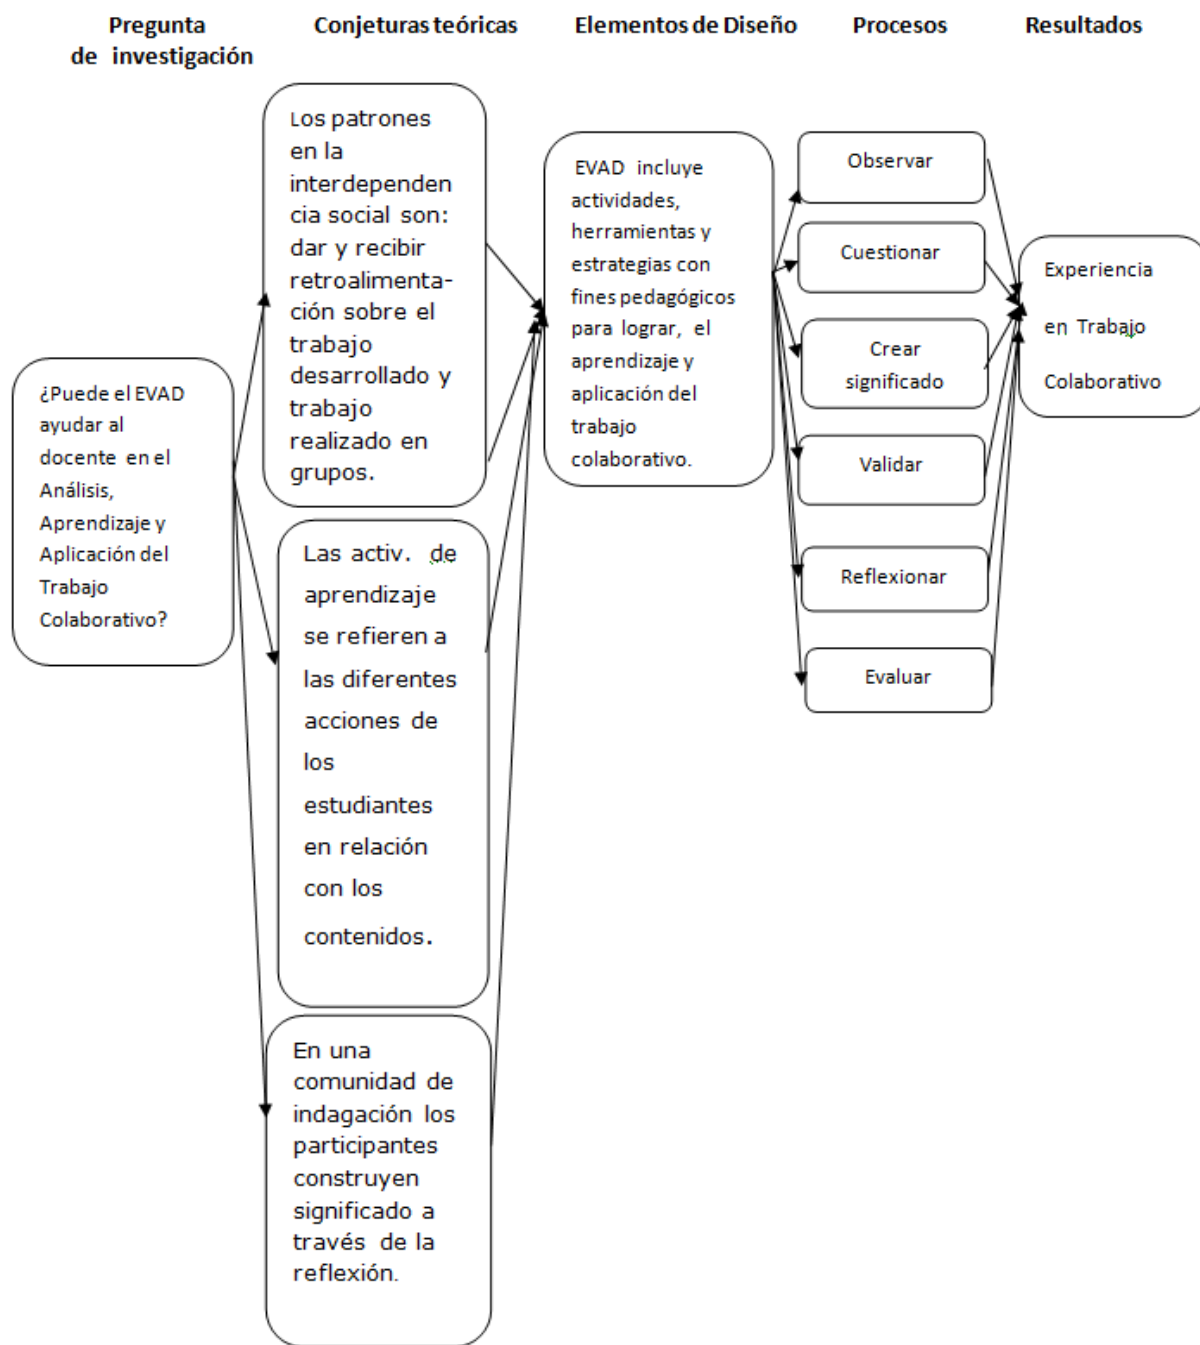 Pregunta
de investigación
Conjeturas teóricas
Elementos de Diseño
Procesos
Resultados
¿Puede el EVAD
ayudar al
docente en el
Análisis,
Aprendizaje y
Aplicación del
Trabajo
Colaborativo?
Los patrones
en la
interdependen
cia social son:
dar y recibir
retroalimenta-
ción sobre el
trabajo
desarrollado y
trabajo
realizado en
grupos.
Las activ. de
aprendizaje
se refieren a
las diferentes
acciones de
los
estudiantes
en relación
con los
contenidos.
En una
comunidad de
indagación los
participantes
construyen
significado a
través de la
reflexión.
EVAD incluye
actividades,
herramientas y
estrategias con
fines pedagógicos
para lograr, el
aprendizaje y
aplicación del
trabajo
colaborativo.
Observar
Cuestionar
Crear
significado
Validar
Reflexionar
Evaluar
Experiencia
en Trabajo
Colaborativo